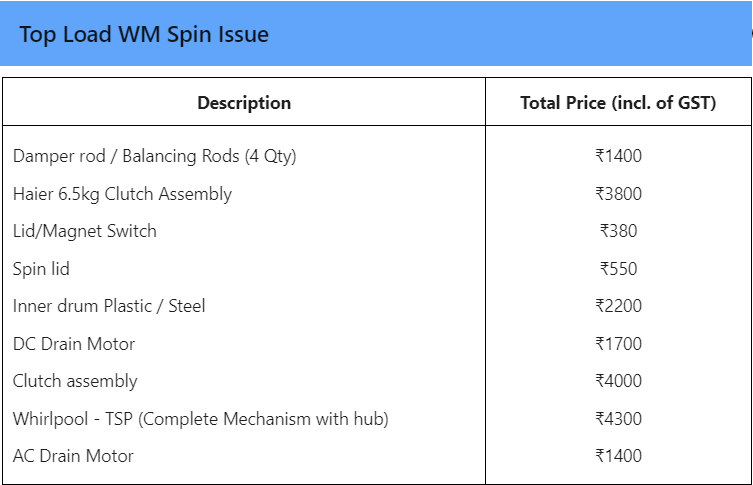 Top Load WM Spin Issue
Description Total Price (incl. of GST)
Damper rod / Balancing Rods (4 Qty) ₹1400
Haier 6.5kg Clutch Assembly ₹3800
Lid/Magnet Switch ₹380
Spin lid ₹550
Inner drum Plastic / Steel ₹2200
DC Drain Motor ₹1700
Clutch assembly ₹4000
Whirlpool - TSP (Complete Mechanism with hub) ₹4300
AC Drain Motor ₹1400